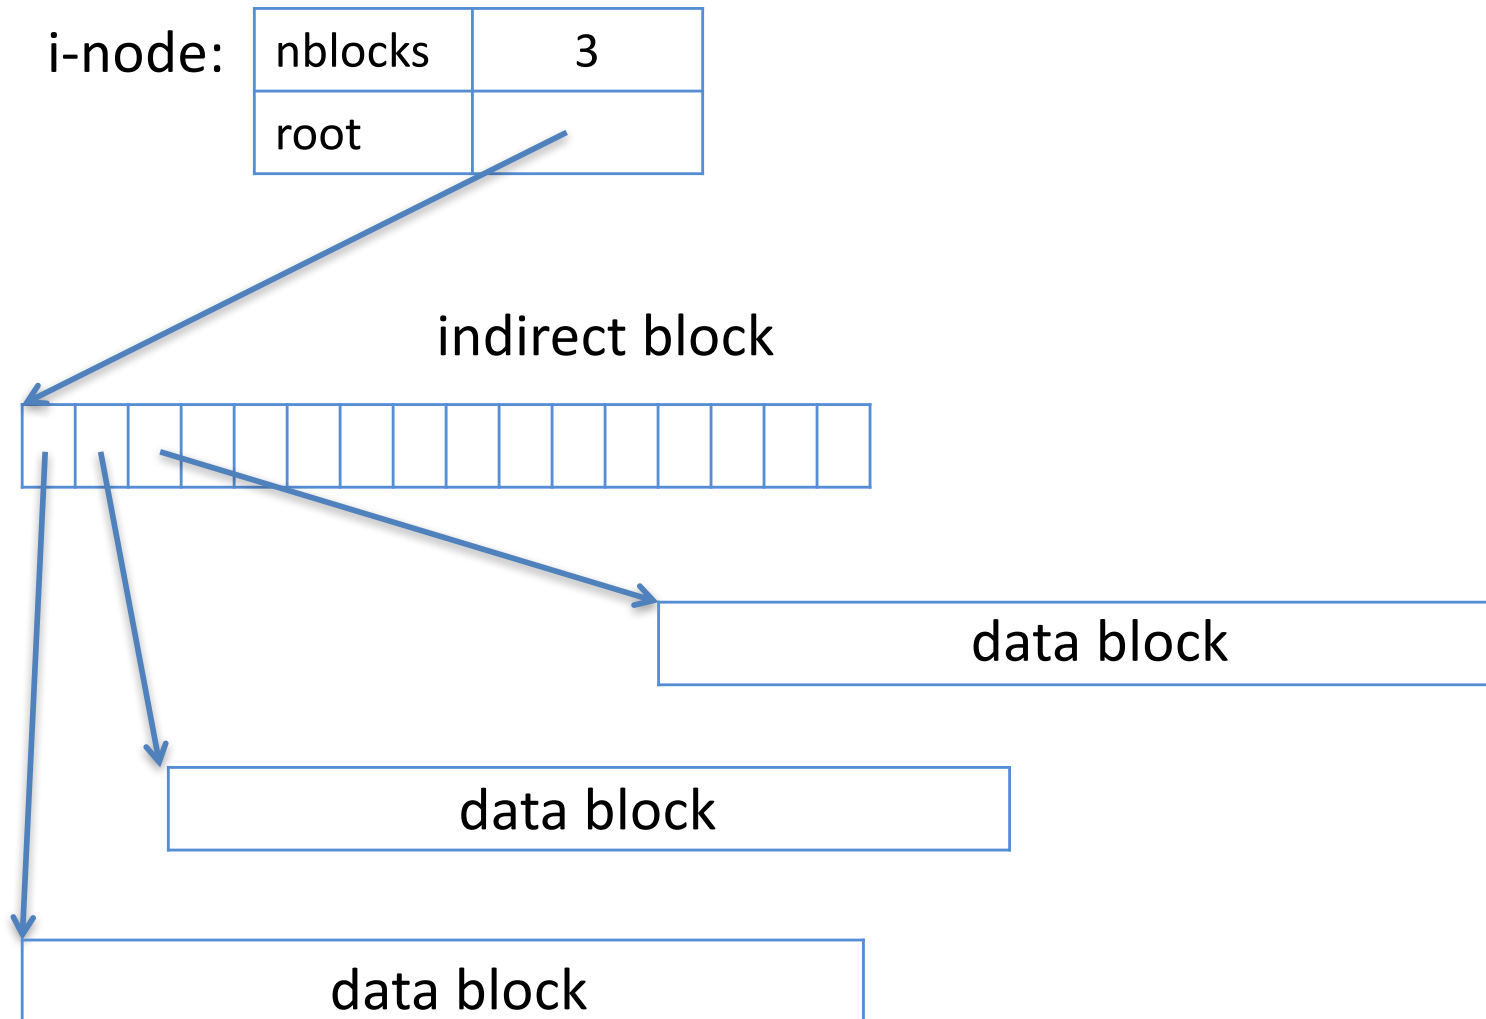 i-node:
nblocks 3
root
indirect block
data block
data block
data block